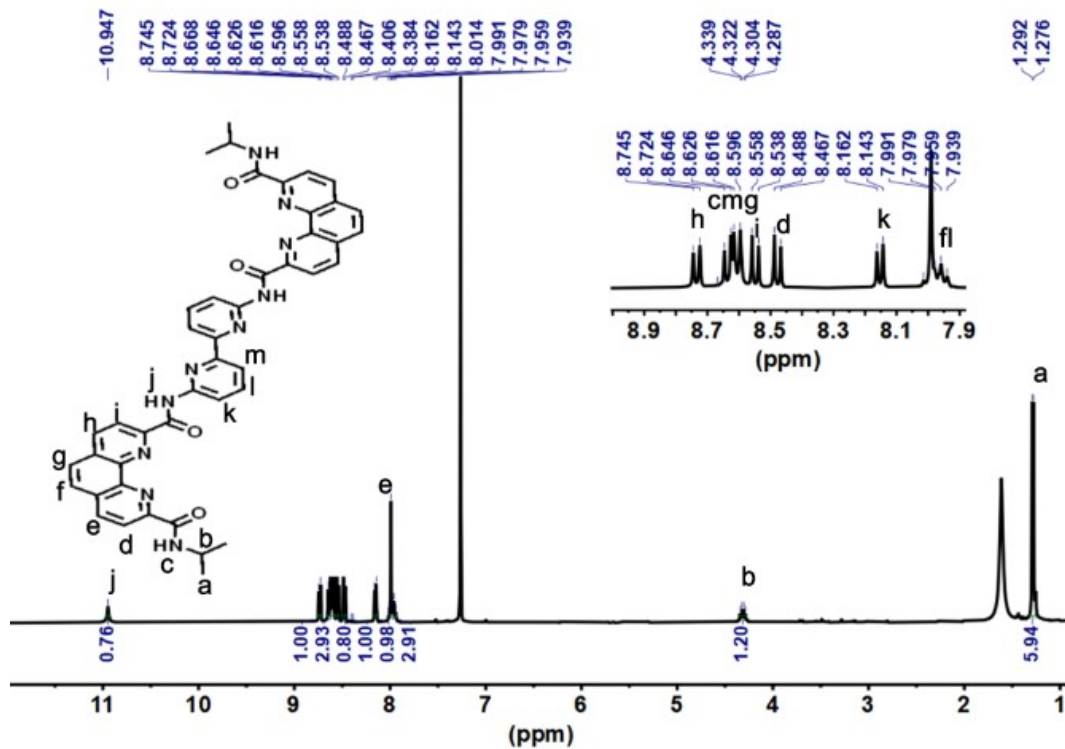 10.947
8.745
8.724
8.668
8.646
8.626
8.616
8.596
8.558
8.538
8.488
8.467
8.406
8.384
8.162
8.143
8.014
7.991
7.979
7.959
7.939
4.339
4.322
4.304
4.287
1.292
1.276
8.745
8.724
8.646
8.626
8.616
8.596
8.558
8.538
8.488
8.467
8.162
8.143
7.991
7.979
7.959
7.939
h cmg i d k fl
8.9 8.7 8.5 8.3 8.1 7.9
(ppm)
N
H
O
N
N
O
N
H
N
m
N
l
j
H
N
k
O
h
i
g
N
f
N
O
e
d
N
H
b
c
a
j
e
b
a
0.76
1.00
2.93
0.80
1.00
0.98
2.91
1.20
5.94
11 10 9 8 7 6 5 4 3 2 1
(ppm)